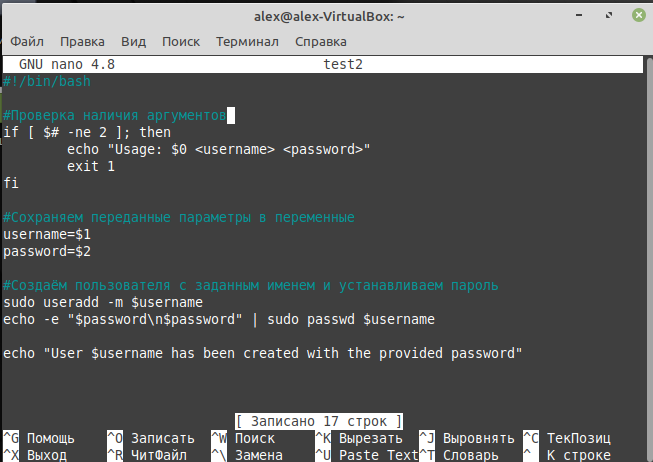 alex@alex-VirtualBox: ~
Файл Правка Вид Поиск Терминал Справка
GNU nano 4.8 test2
#!/bin/bash
#Проверка наличия аргументов
if [ $# -ne 2 ]; then
echo "Usage: $0 <username> <password>"
exit 1
fi
#Сохраняем переданные параметры в переменные
username=$1
password=$2
#Создаём пользователя с заданным именем и устанавливаем пароль
sudo useradd -m $username
echo -e "$password\n$password" | sudo passwd $username
echo "User $username has been created with the provided password"
[ Записано 17 строк ]
^G Помощь ^O Записать ^W Поиск ^K Вырезать ^J Выровнять ^C ТекПозиц
^X Выход ^R ЧитФайл ^\ Замена ^U Paste Text ^T Словарь ^_ К строке